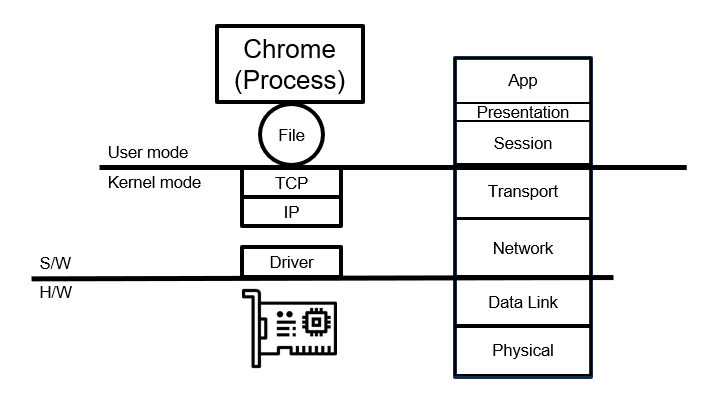 Chrome
(Process)
File
User mode
Kernel mode
TCP
IP
Driver
S/W
H/W
App
Presentation
Session
Transport
Network
Data Link
Physical